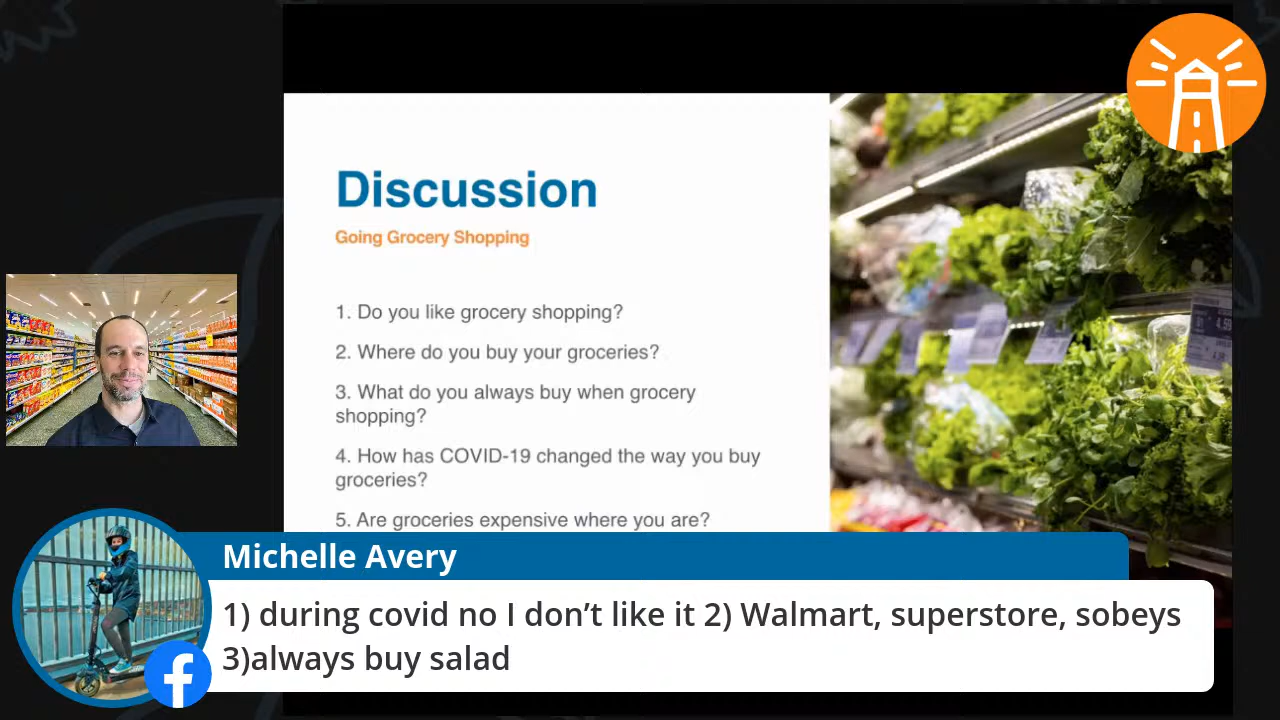 Discussion
Going Grocery Shopping
1. Do you like grocery shopping?
2. Where do you buy your groceries?
3. What do you always buy when grocery
shopping?
4. How has COVID-19 changed the way you buy
groceries?
5. Are groceries expensive where you are?
4.59
Michelle Avery
1) during covid no I don’t like it 2) Walmart, superstore, sobeys
3)always buy salad